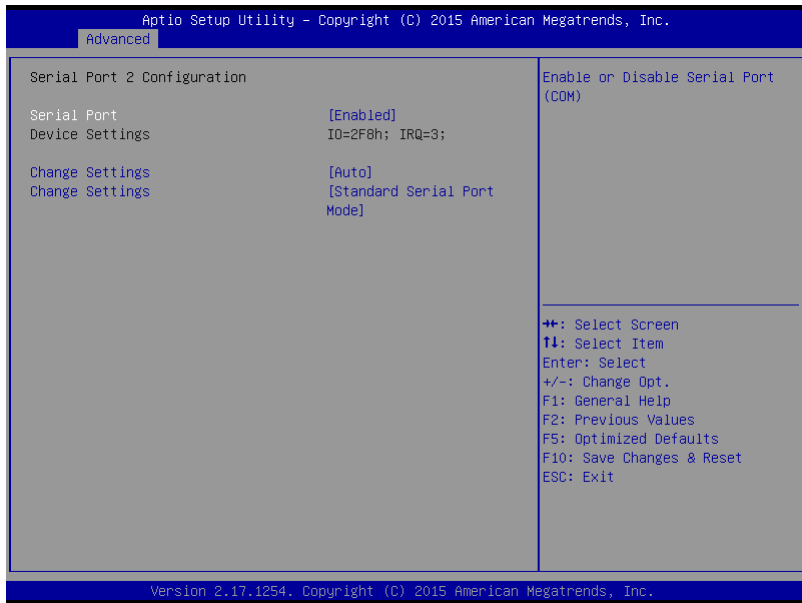 Aptio Setup Utility – Copyright (C) 2015 American Megatrends, Inc.
Advanced
Serial Port 2 Configuration
Serial Port [Enabled]
Device Settings IO=2F8h; IRQ=3;
Change Settings [Auto]
Change Settings [Standard Serial Port
Mode]
Enable or Disable Serial Port
(COM)
→←: Select Screen
↑↓: Select Item
Enter: Select
+/-: Change Opt.
F1: General Help
F2: Previous Values
F5: Optimized Defaults
F10: Save Changes & Reset
ESC: Exit
Version 2.17.1254. Copyright (C) 2015 American Megatrends, Inc.